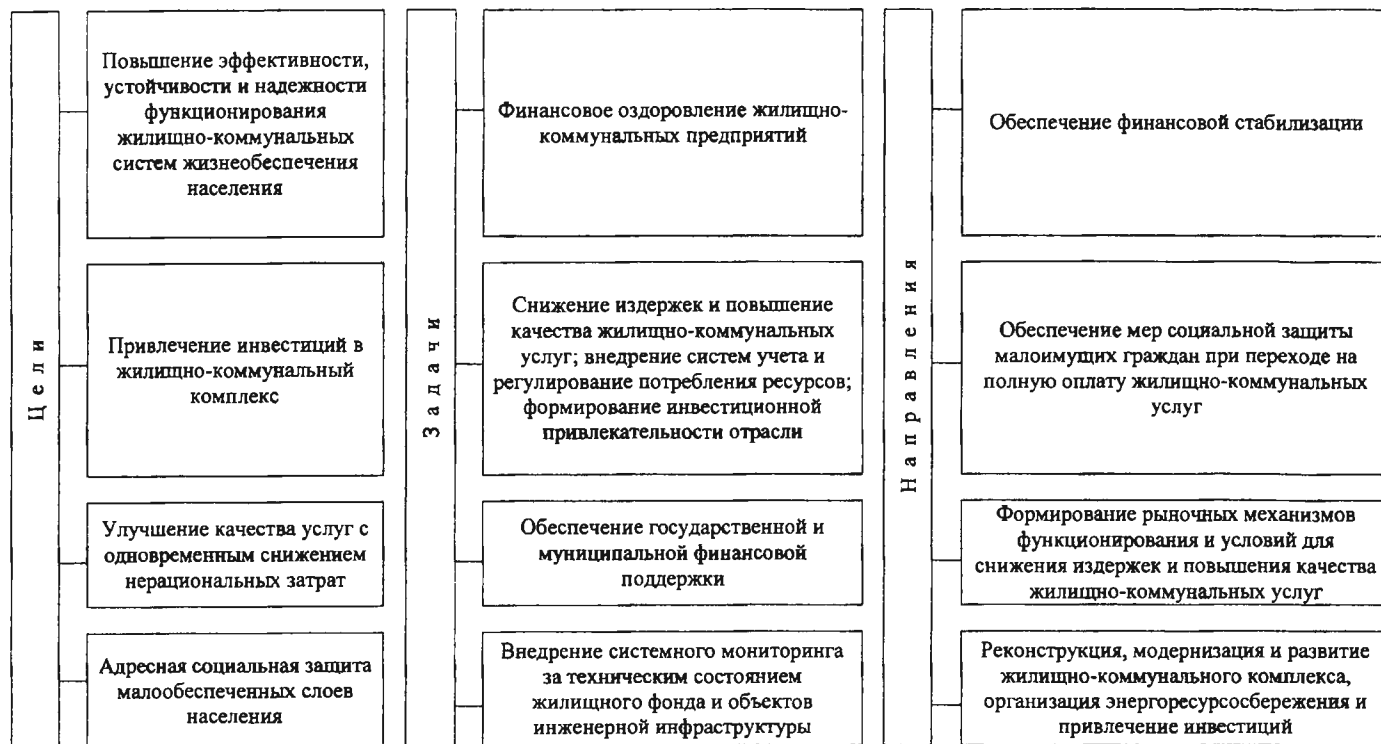 Цели
Повышение эффективности,
устойчивости и надежности
функционирования
жилищно-коммунальных
систем жизнеобеспечения
населения
Привлечение инвестиций в
жилищно-коммунальный
комплекс
Улучшение качества услуг с
одновременным снижением
нерациональных затрат
Адресная социальная защита
малообеспеченных слоев
населения
Задачи
Финансовое оздоровление жилищно-
коммунальных предприятий
Снижение издержек и повышение
качества жилищно-коммунальных
услуг; внедрение систем учета и
регулирование потребления ресурсов;
формирование инвестиционной
привлекательности отрасли
Обеспечение государственной и
муниципальной финансовой
поддержки
Внедрение системного мониторинга
за техническим состоянием
жилищного фонда и объектов
инженерной инфраструктуры
Направления
Обеспечение финансовой стабилизации
Обеспечение мер социальной защиты
малоимущих граждан при переходе на
полную оплату жилищно-коммунальных
услуг
Формирование рыночных механизмов
функционирования и условий для
снижения издержек и повышения качества
жилищно-коммунальных услуг
Реконструкция, модернизация и развитие
жилищно-коммунального комплекса,
организация энергоресурсосбережения и
привлечение инвестиций